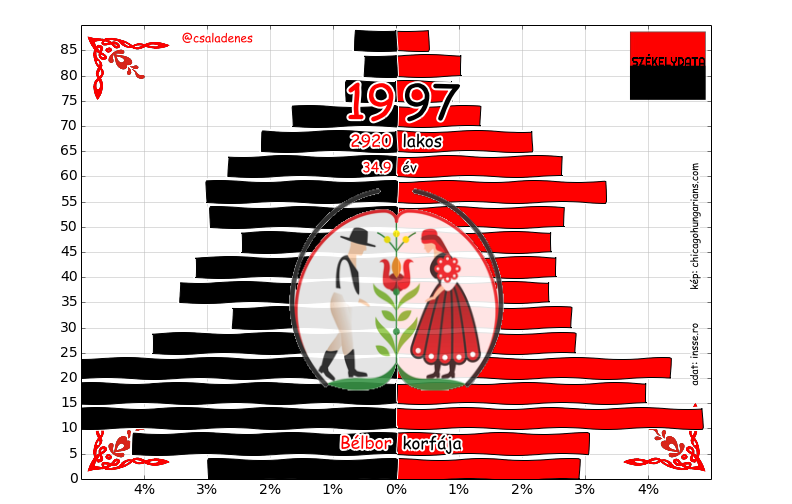 @csaladenes
SZÉKELYDATA
1997
2920 lakos
34.9 év
kép: chicagohungarians.com
adat: insse.ro
Bélbor korfája
85
80
75
70
65
60
55
50
45
40
35
30
25
20
15
10
5
0
4% 3% 2% 1% 0% 1% 2% 3% 4%